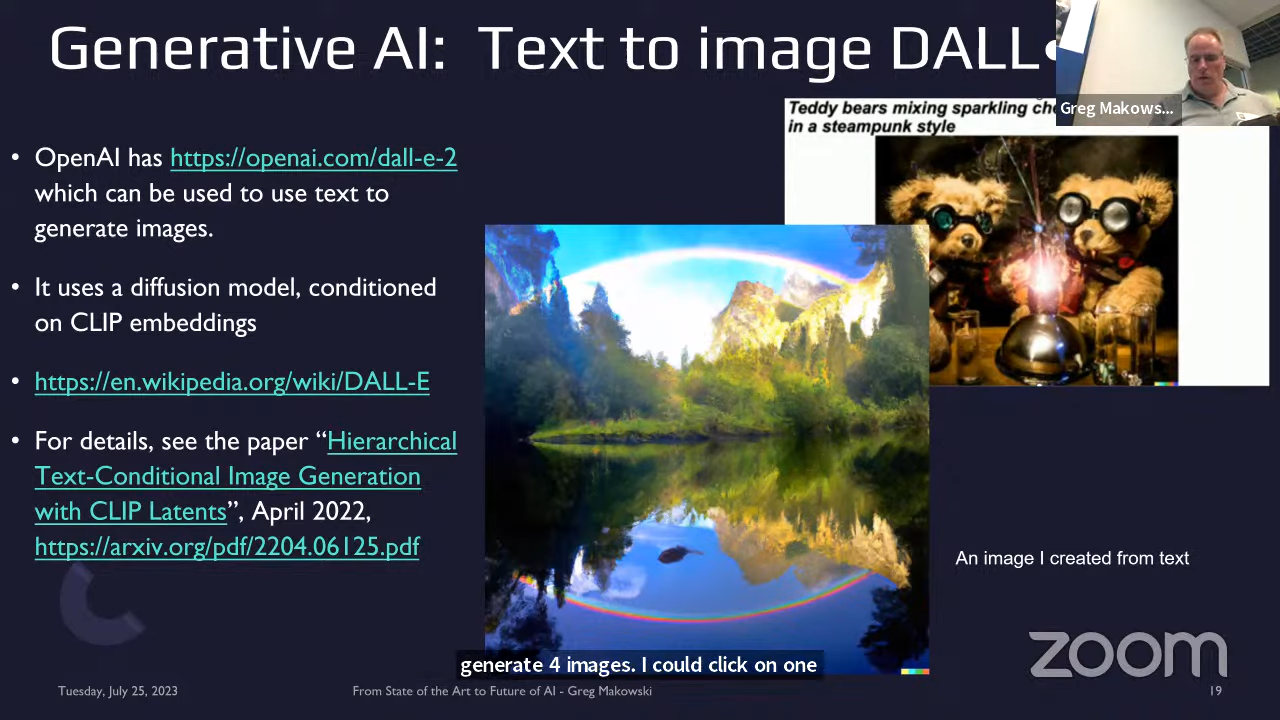 Generative AI: Text to image DALL•
Greg Makows...
Teddy bears mixing sparkling
in a steampunk style
• OpenAI has https://openai.com/dall-e-2
which can be used to use text to
generate images.
• It uses a diffusion model, conditioned
on CLIP embeddings
• https://en.wikipedia.org/wiki/DALL-E
• For details, see the paper “Hierarchical
Text-Conditional Image Generation
with CLIP Latents”, April 2022,
https://arxiv.org/pdf/2204.06125.pdf
An image I created from text
zoom
generate 4 images. I could click on one
Tuesday, July 25, 2023
From State of the Art to Future of AI - Greg Makowski
19